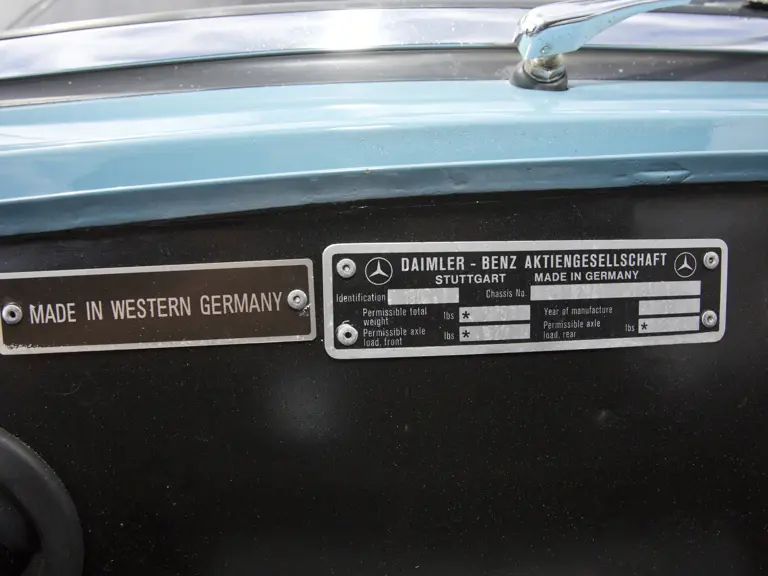 MADE IN WESTERN GERMANY
DAIMLER - BENZ AKTIENGESELLSCHAFT
STUTTGART MADE IN GERMANY
Identification Chassis No.
Permissible total weight lbs * Year of manufacture
Permissible axle load, front lbs * Permissible axle load, rear lbs *